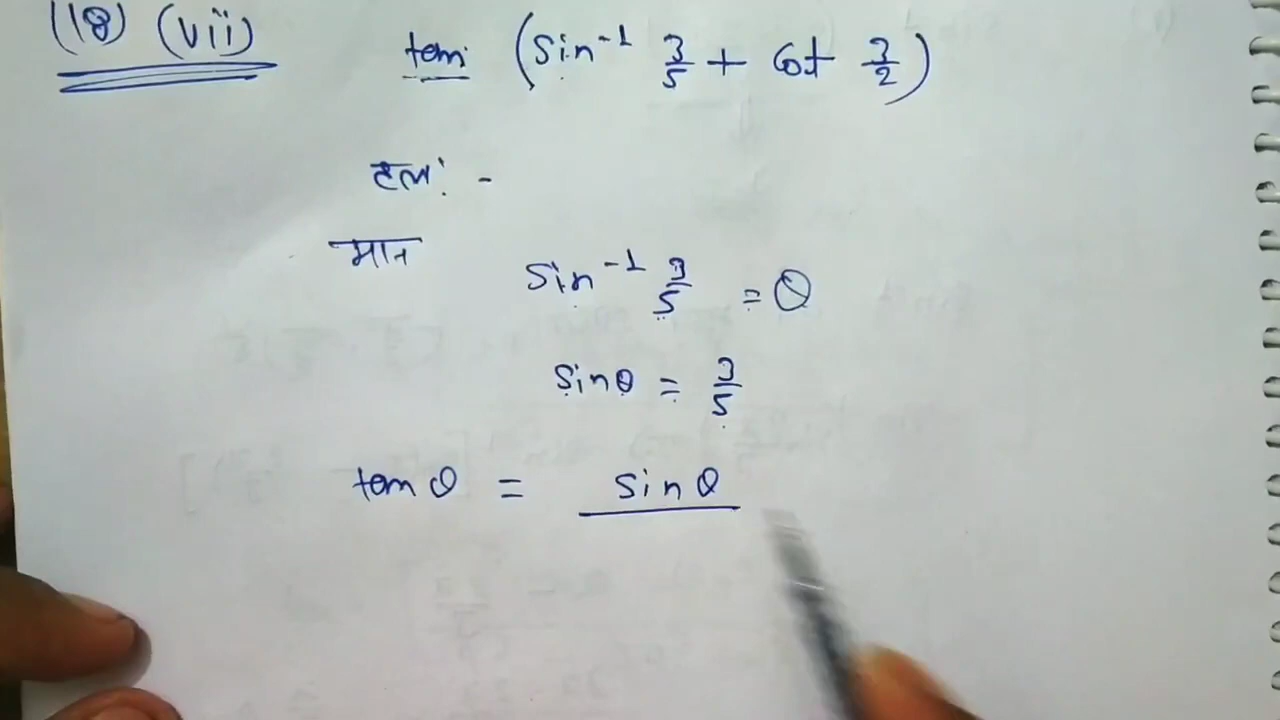 (18) (vii) tan (sin⁻¹ 3/5 + Cot 3/2)
हल: -
माना sin⁻¹ 3/5 = θ
sinθ = 3/5
tan θ = sin θ